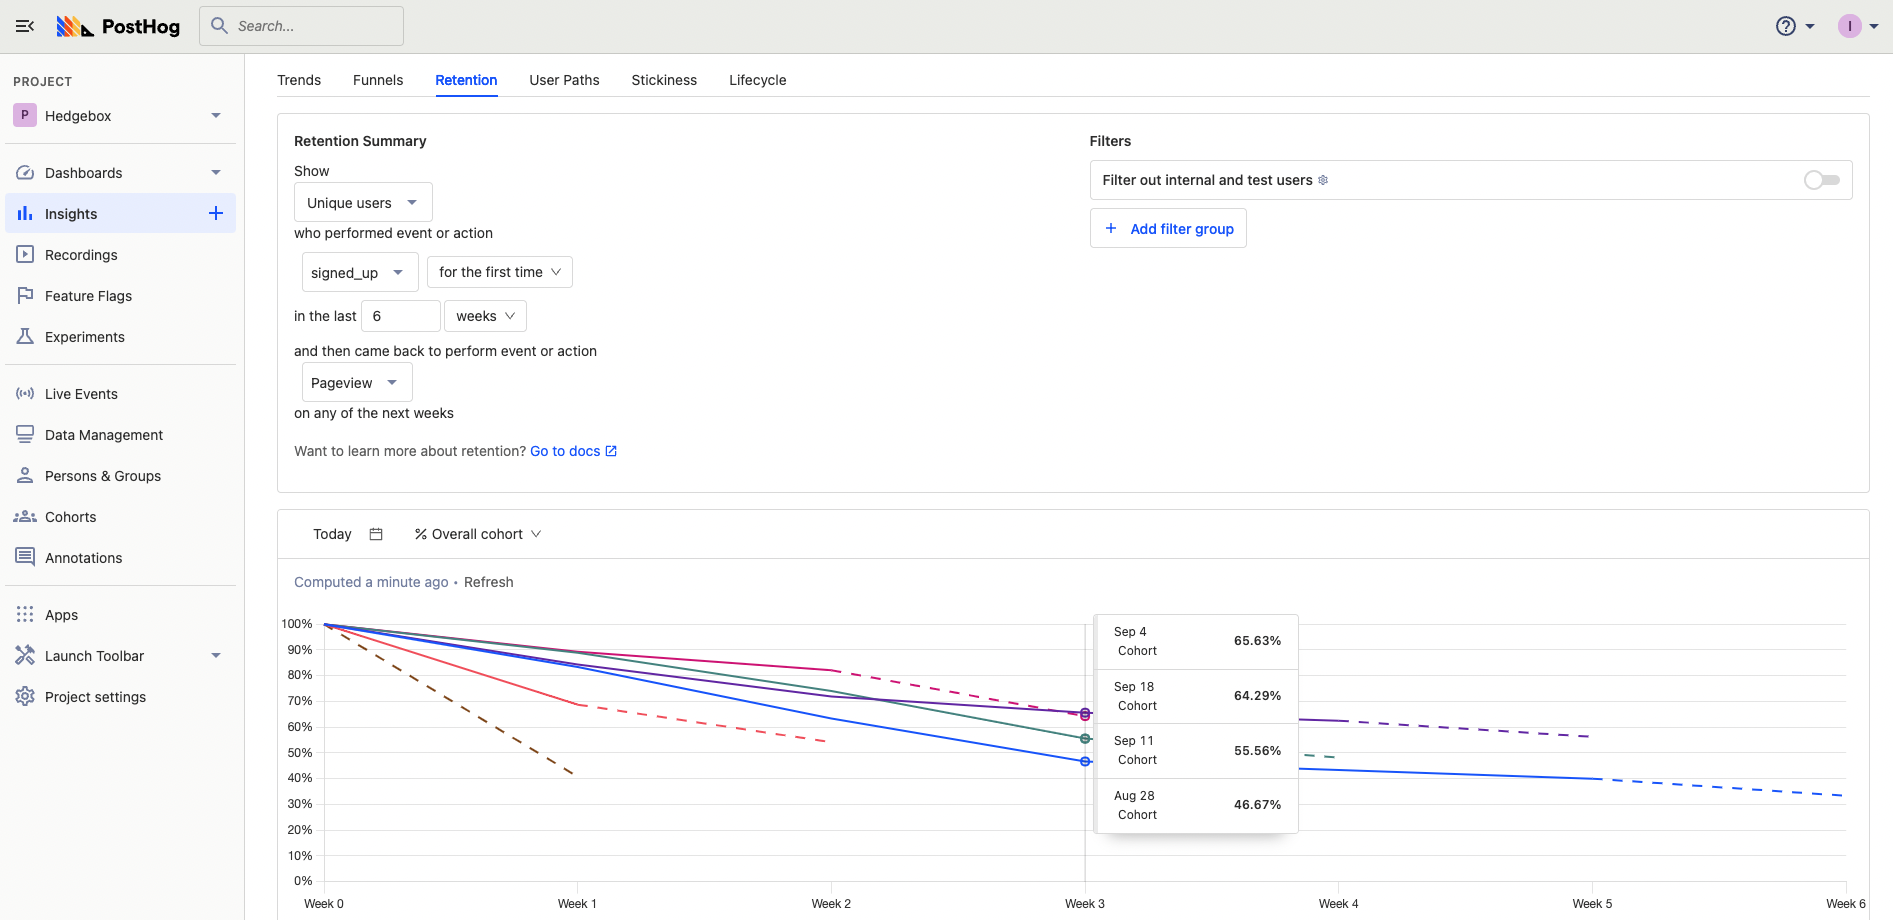 PostHog
Search...
I
PROJECT
P
Hedgebox
Dashboards
Insights
Recordings
Feature Flags
Experiments
Live Events
Data Management
Persons & Groups
Cohorts
Annotations
Apps
Launch Toolbar
Project settings
Trends
Funnels
Retention
User Paths
Stickiness
Lifecycle
Retention Summary
Show
Unique users
who performed event or action
signed_up
for the first time
in the last 6 weeks
and then came back to perform event or action
Pageview
on any of the next weeks
Want to learn more about retention? Go to docs
Filters
Filter out internal and test users
+ Add filter group
Today
% Overall cohort
Computed a minute ago • Refresh
100%
90%
80%
70%
60%
50%
40%
30%
20%
10%
0%
Sep 4
Cohort
65.63%
Sep 18
Cohort
64.29%
Sep 11
Cohort
55.56%
Aug 28
Cohort
46.67%
Week 0
Week 1
Week 2
Week 3
Week 4
Week 5
Week 6